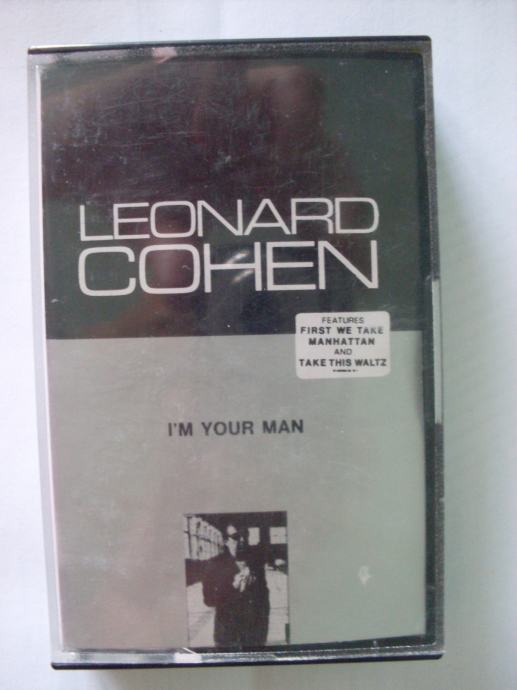 LEONARD
COHEN
FEATURES
FIRST WE TAKE
MANHATTAN
AND
TAKE THIS WALTZ
I'M YOUR MAN